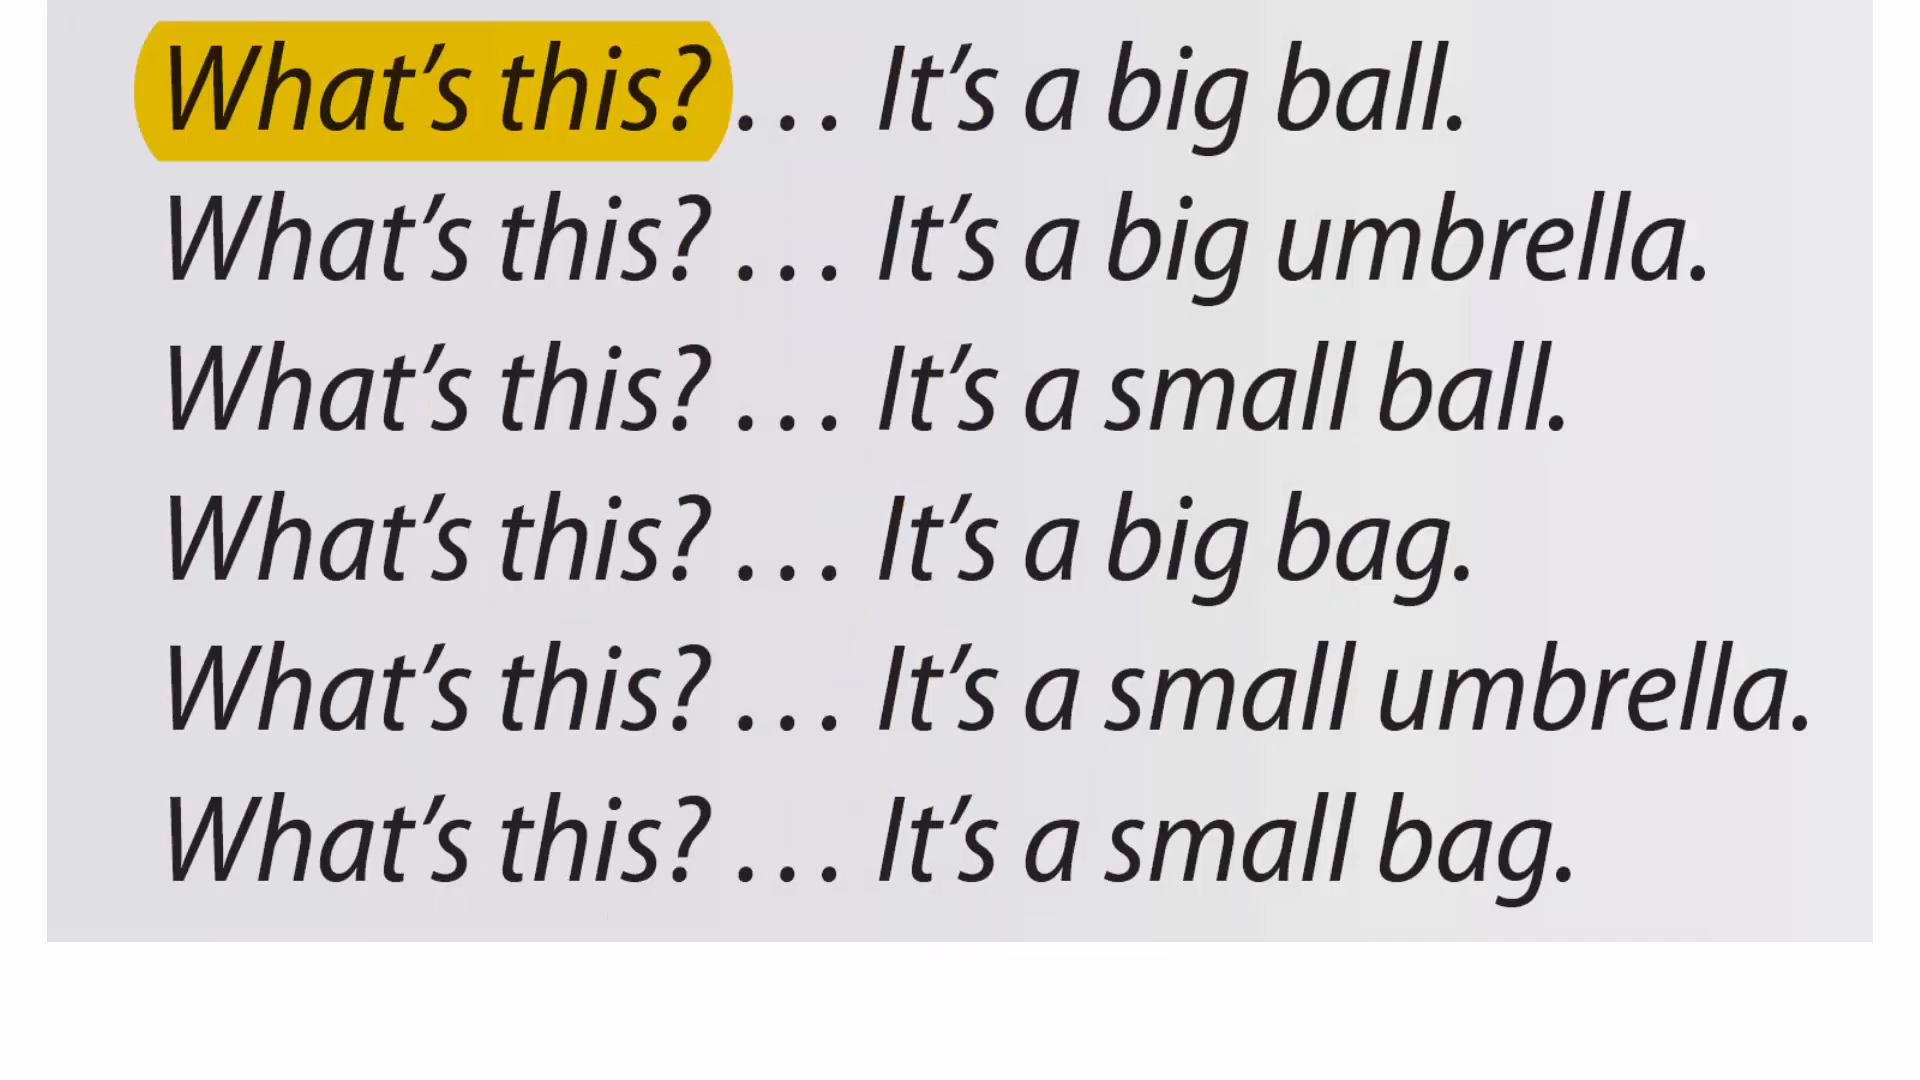 What's this? . . . It's a big ball.
What's this? . . . It's a big umbrella.
What's this? . . . It's a small ball.
What's this? . . . It's a big bag.
What's this? . . . It's a small umbrella.
What's this? . . . It's a small bag.